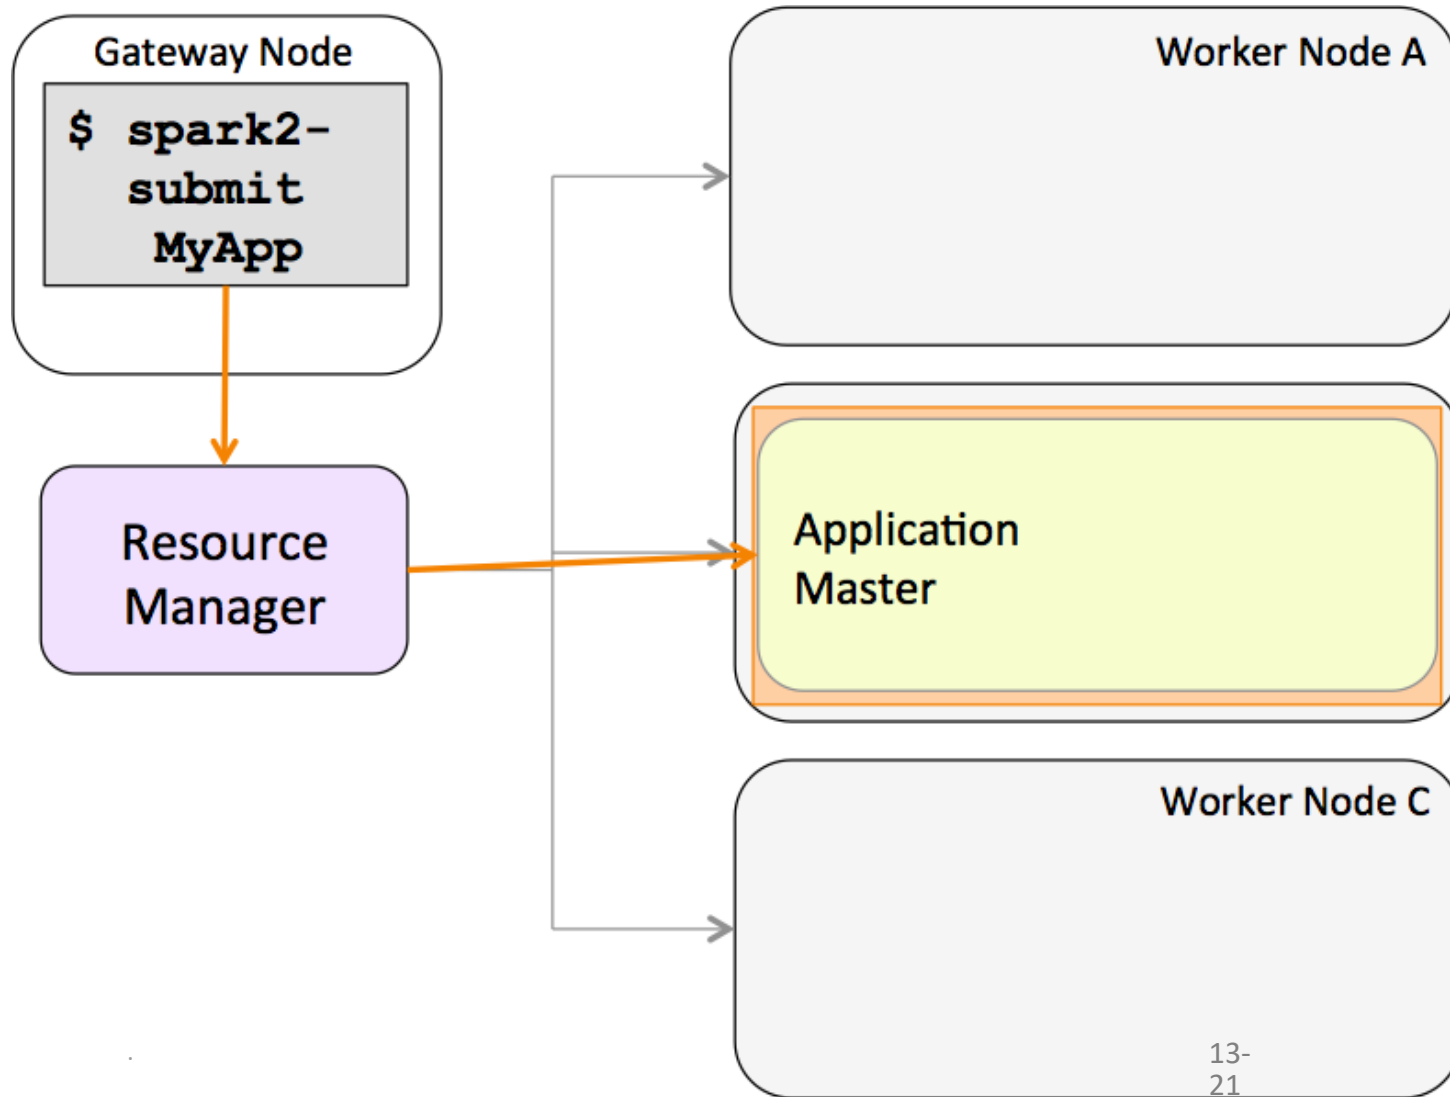 Gateway Node
$ spark2-
submit
MyApp
Resource
Manager
Worker Node A
Application
Master
Worker Node C
.
13-
21